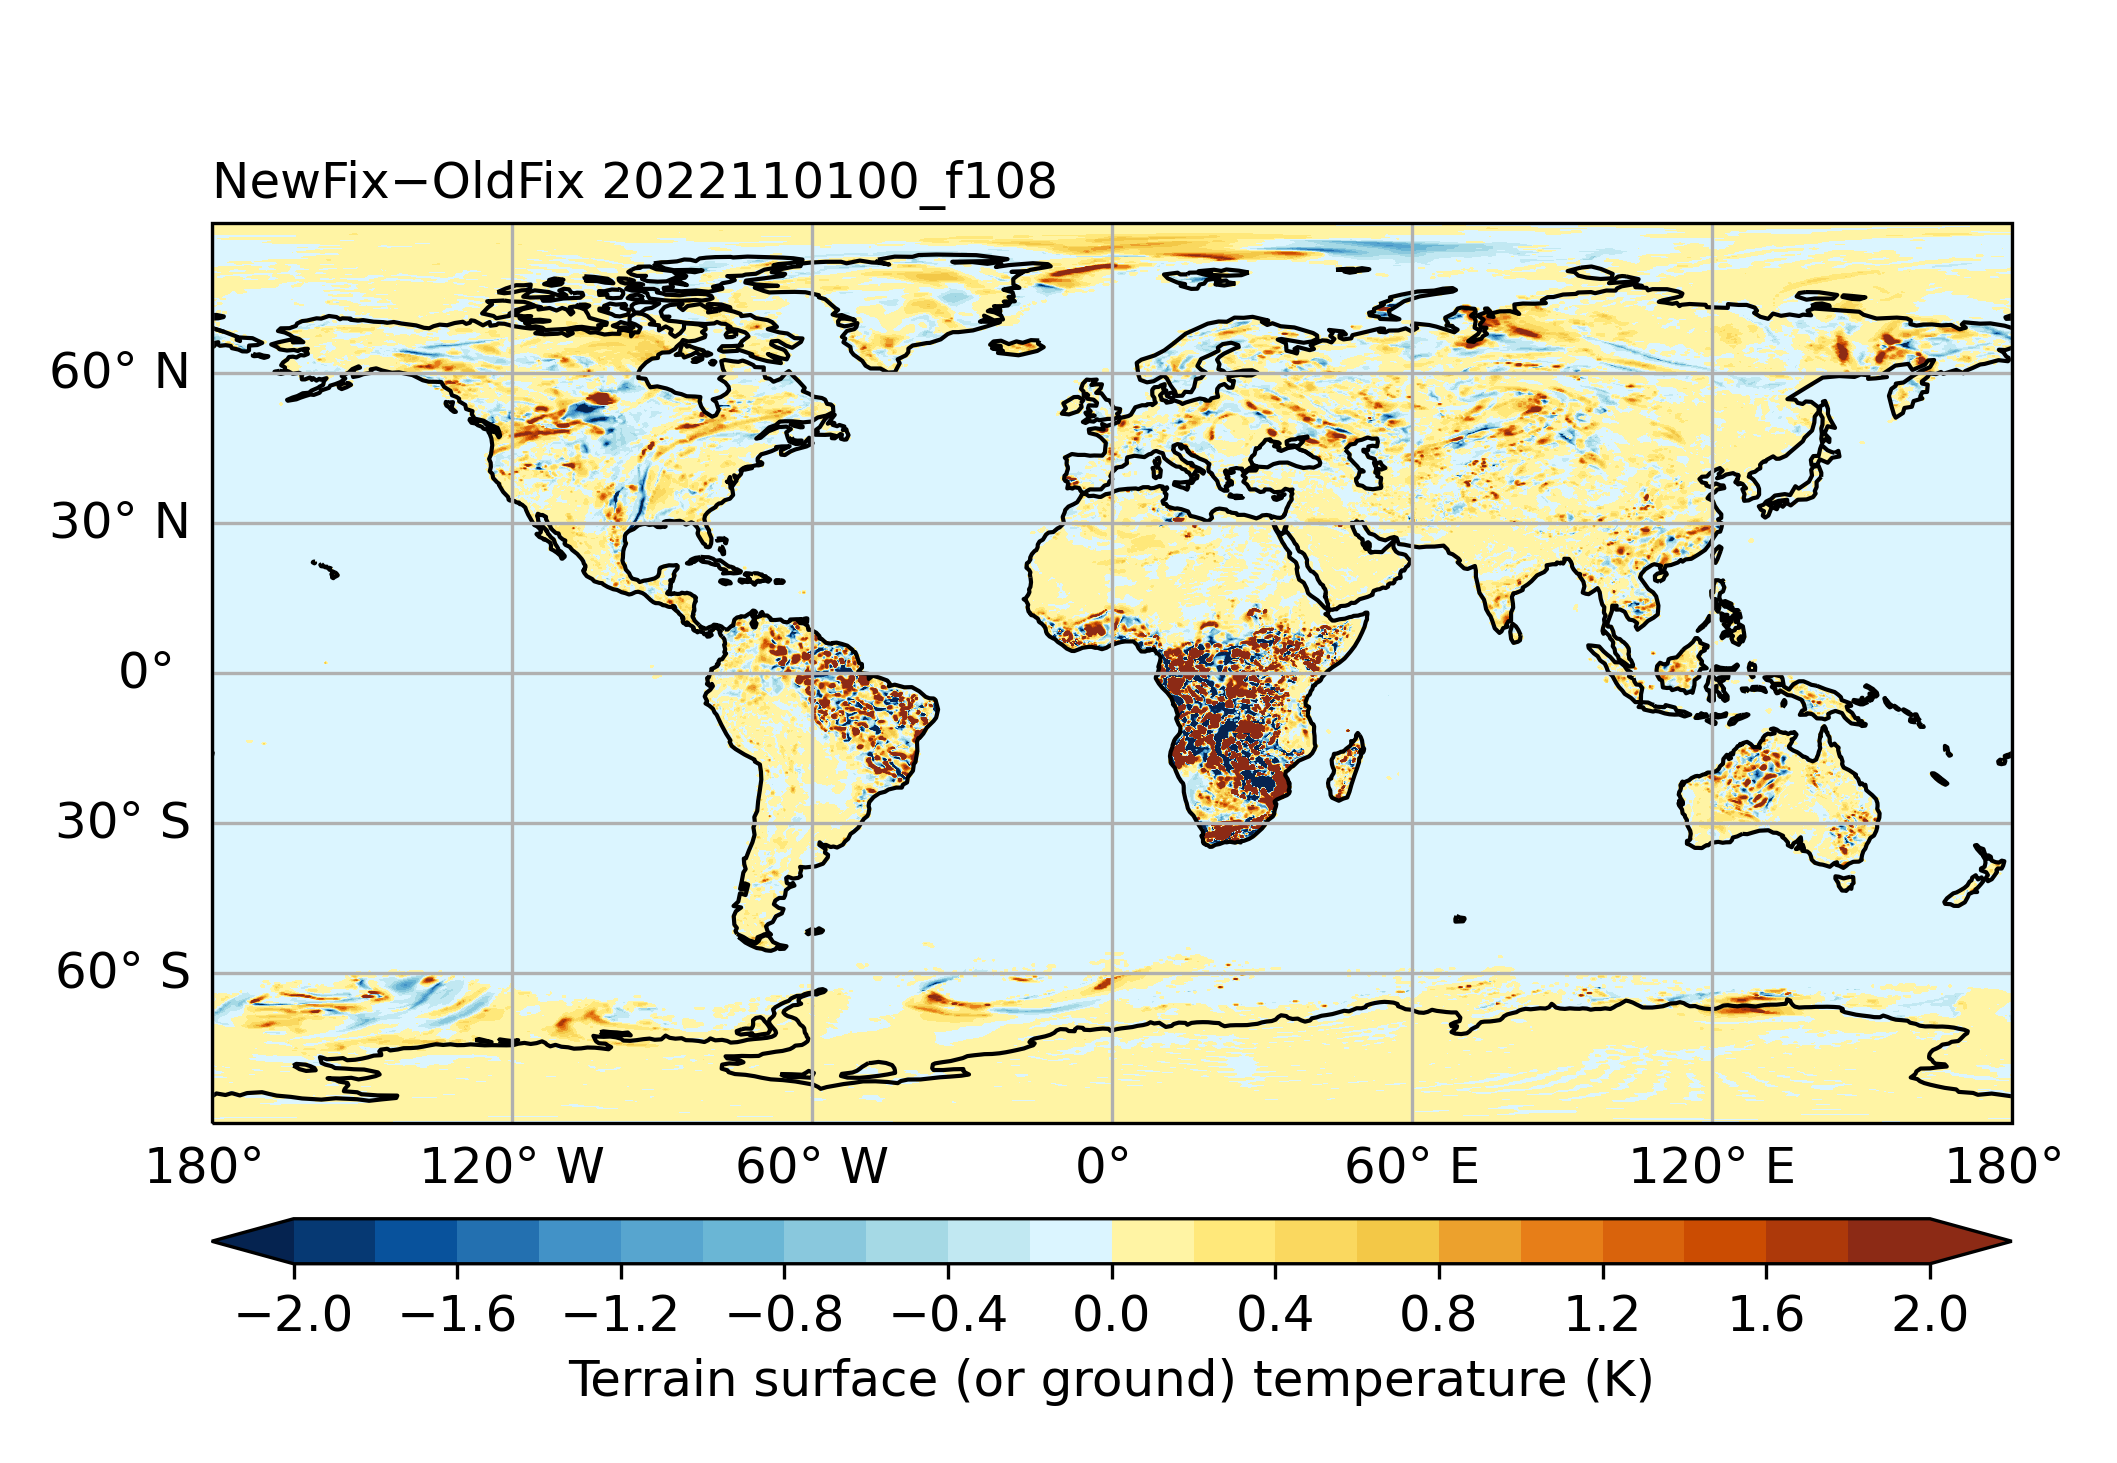 NewFix−OldFix 2022110100_f108
60° N
30° N
0°
30° S
60° S
180° 120° W 60° W 0° 60° E 120° E 180°
−2.0 −1.6 −1.2 −0.8 −0.4 0.0 0.4 0.8 1.2 1.6 2.0
Terrain surface (or ground) temperature (K)